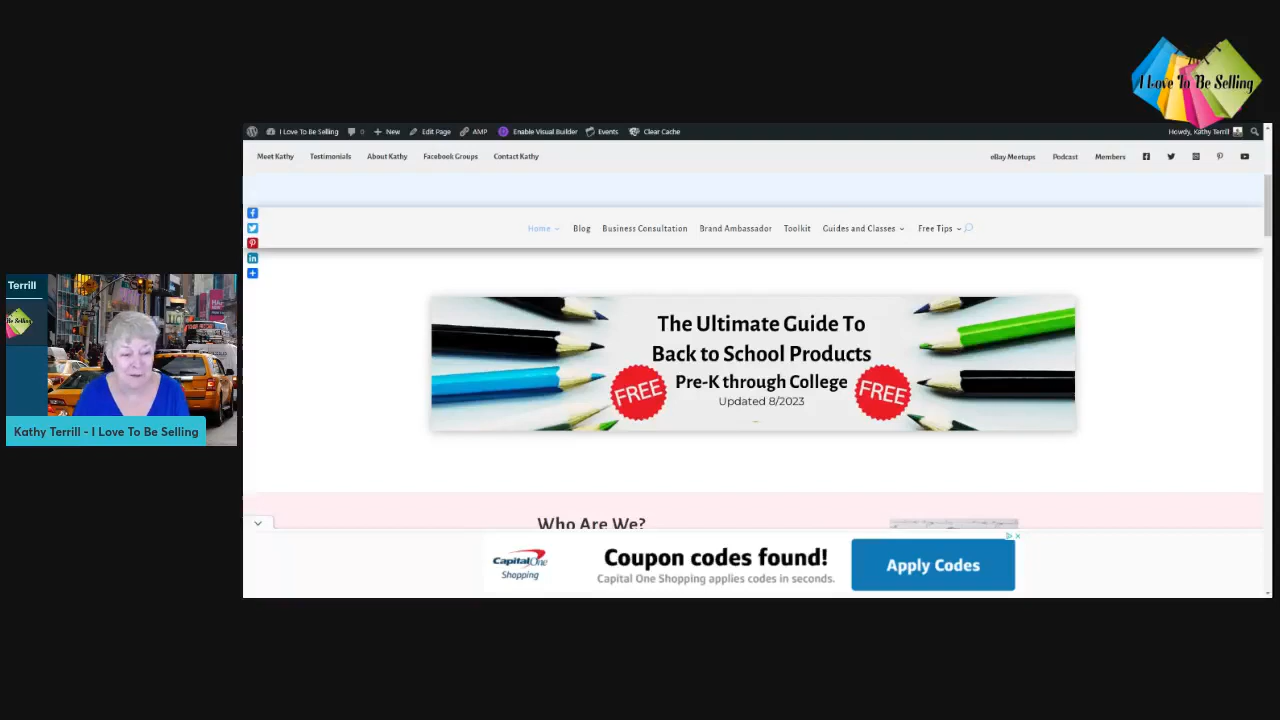 I Love To Be Selling
I Love To Be Selling 0 New Edit Page AMP Enable Visual Builder Events Clear Cache Howdy, Kathy Terrill
Meet Kathy Testimonials About Kathy Facebook Groups Contact Kathy eBay Meetups Podcast Members
Home Blog Business Consultation Brand Ambassador Toolkit Guides and Classes Free Tips
Terrill
The Ultimate Guide To
Back to School Products
Pre-K through College
FREE FREE
Updated 8/2023
Kathy Terrill - I Love To Be Selling
Who Are We?
Capital One
Shopping
Coupon codes found!
Capital One Shopping applies codes in seconds.
Apply Codes